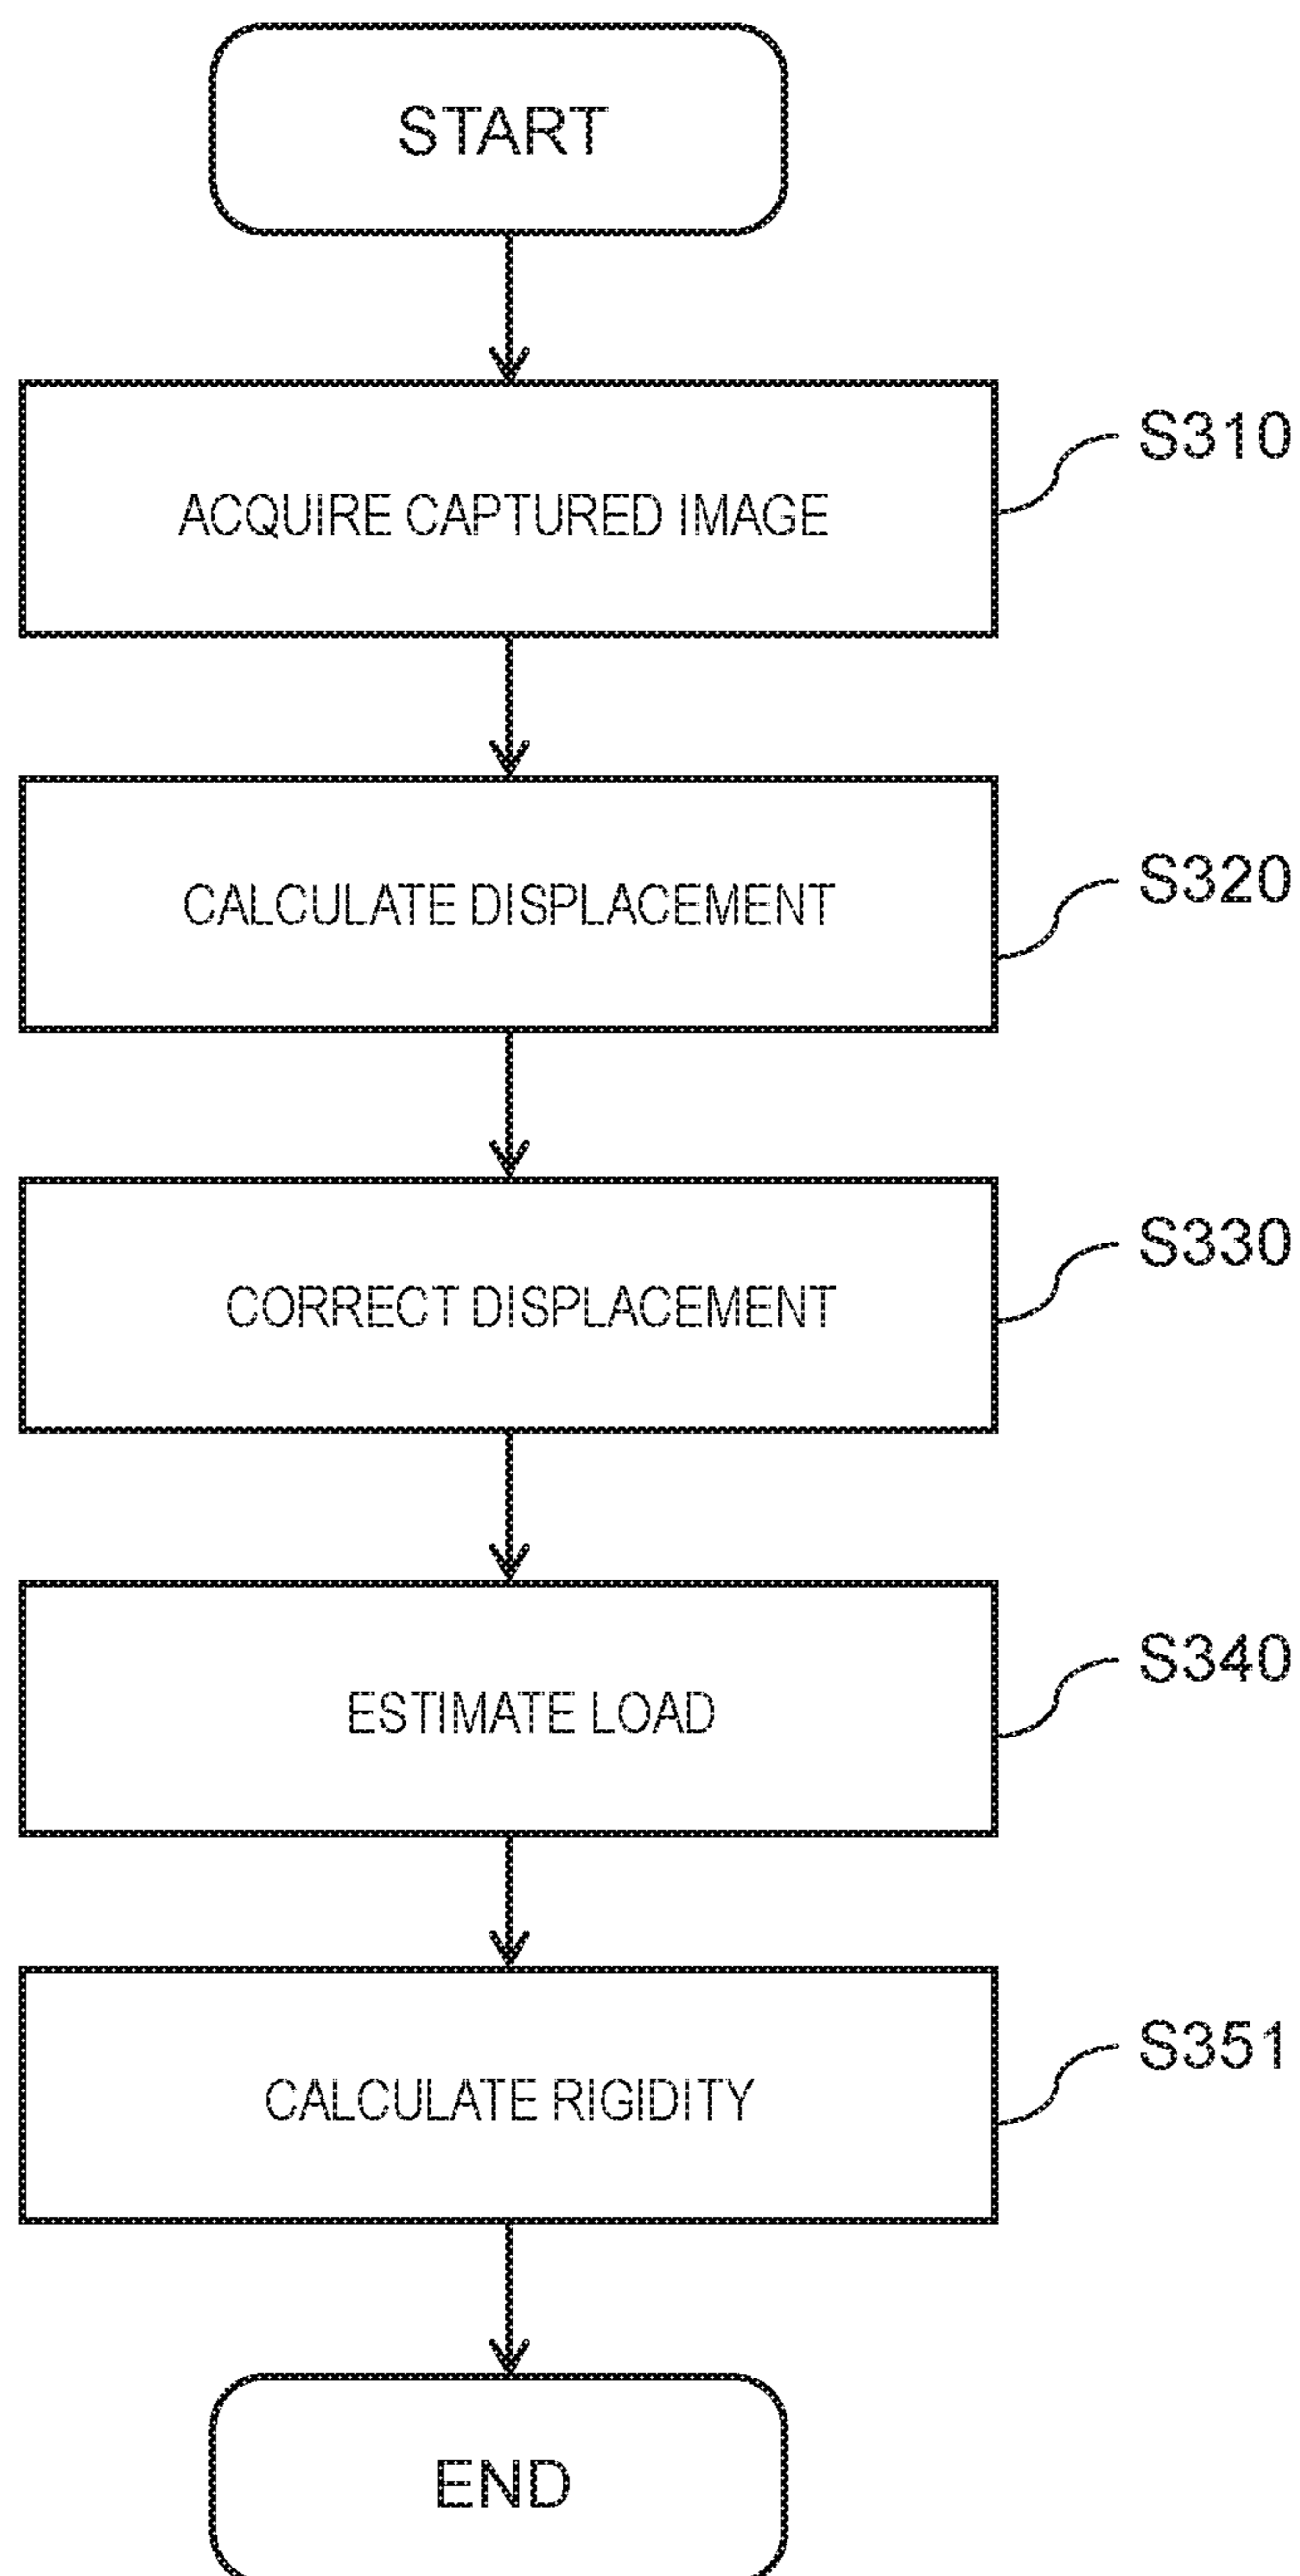 START
ACQUIRE CAPTURED IMAGE
S310
CALCULATE DISPLACEMENT
S320
CORRECT DISPLACEMENT
S330
ESTIMATE LOAD
S340
CALCULATE RIGIDITY
S351
END